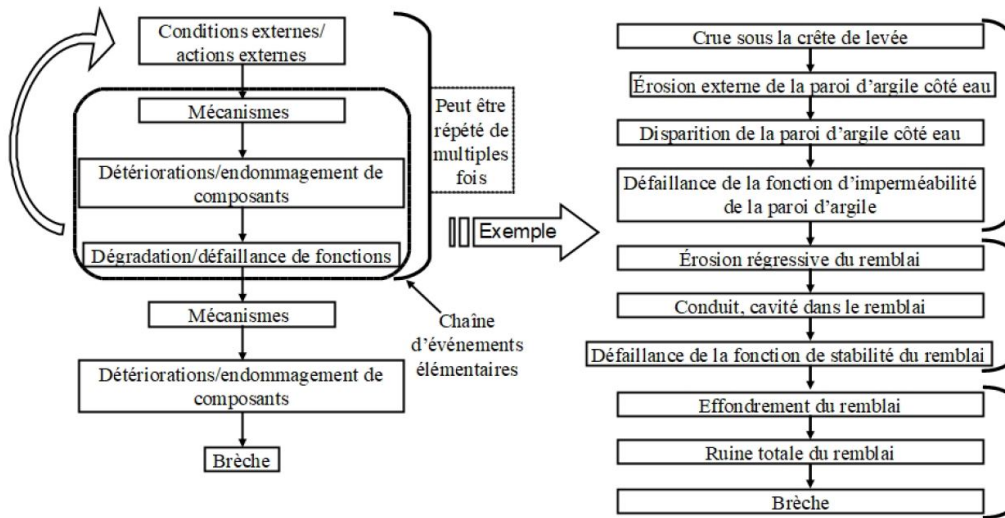 Conditions externes/
actions externes
Mécanismes
Détériorations/endommagement de
composants
Dégradation/défaillance de fonctions
Mécanismes
Détériorations/endommagement de
composants
Brèche
Peut être
répété de
multiples
fois
Chaîne
d'événements
élémentaires
Exemple
Crue sous la crête de levée
Érosion externe de la paroi d'argile côté eau
Disparition de la paroi d'argile côté eau
Défaillance de la fonction d'imperméabilité
de la paroi d'argile
Érosion régressive du remblai
Conduit, cavité dans le remblai
Défaillance de la fonction de stabilité du remblai
Effondrement du remblai
Ruine totale du remblai
Brèche